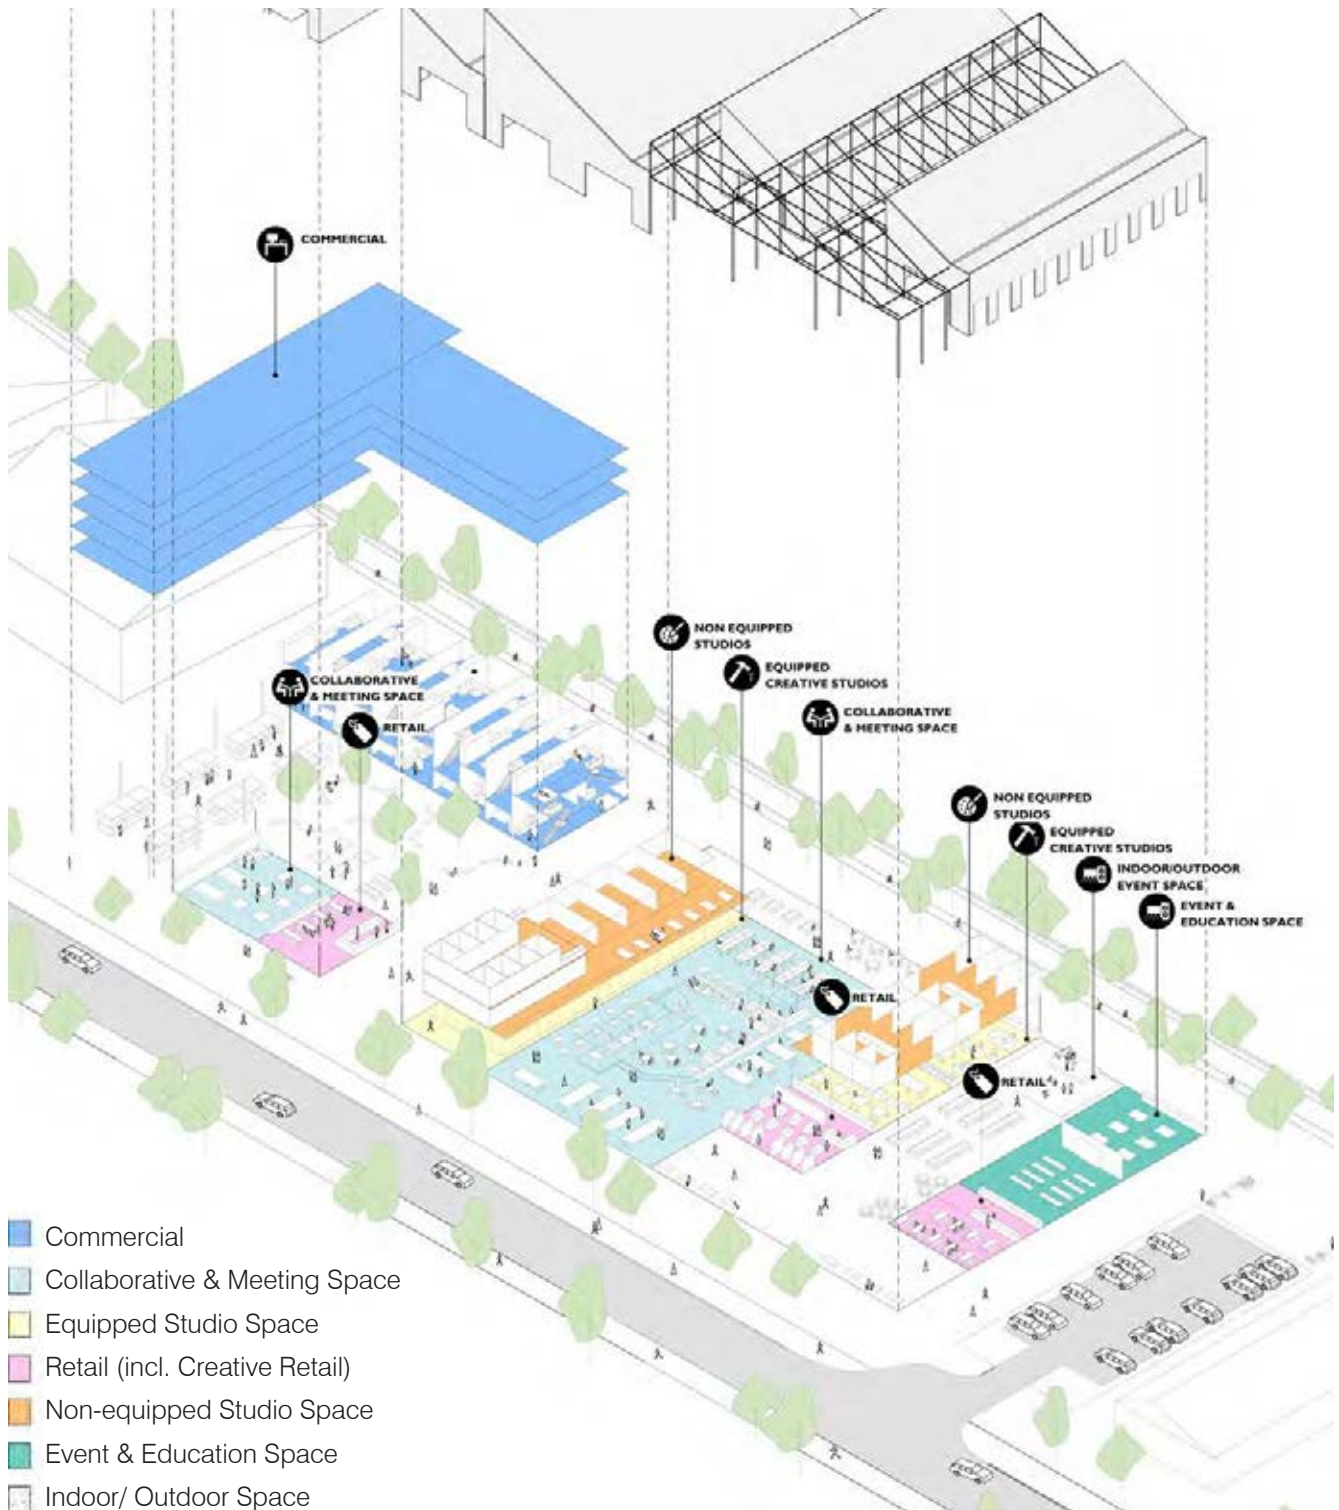 COMMERCIAL
NON EQUIPPED
STUDIOS
EQUIPPED
CREATIVE STUDIOS
COLLABORATIVE
& MEETING SPACE
RETAIL
COLLABORATIVE
& MEETING SPACE
NON EQUIPPED
STUDIOS
EQUIPPED
CREATIVE STUDIOS
INDOOR/OUTDOOR
EVENT SPACE
EVENT &
EDUCATION SPACE
RETAIL
RETAIL
Commercial
Collaborative & Meeting Space
Equipped Studio Space
Retail (incl. Creative Retail)
Non-equipped Studio Space
Event & Education Space
Indoor/ Outdoor Space